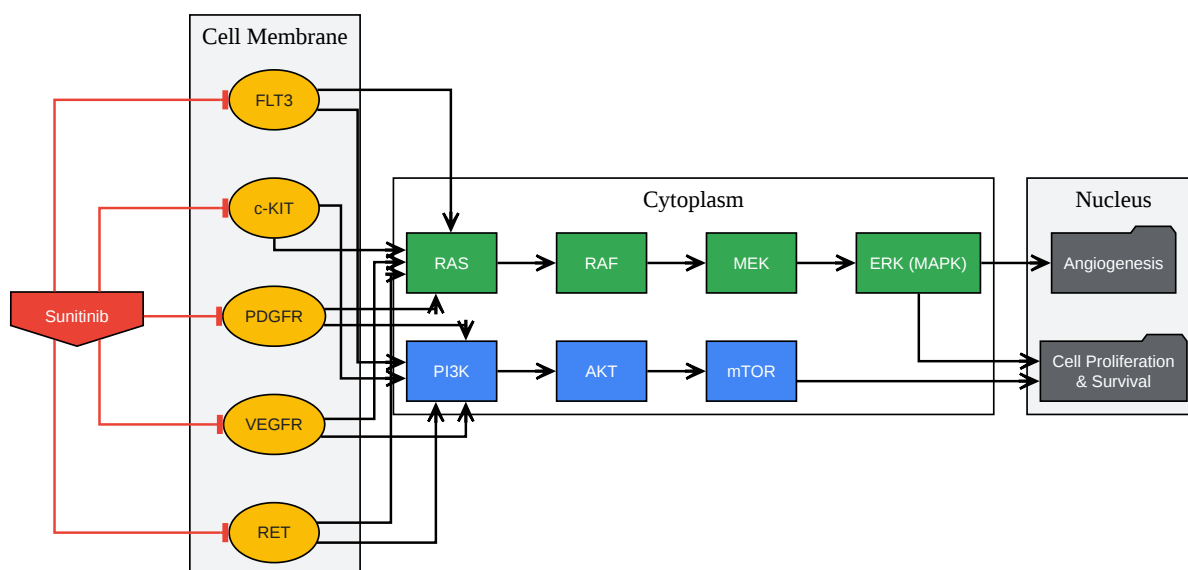 Cell Membrane
FLT3
c-KIT
Cytoplasm
Nucleus
RAS
RAF
MEK
ERK (MAPK)
Angiogenesis
Sunitinib
PDGFR
PI3K
AKT
mTOR
Cell Proliferation
& Survival
VEGFR
RET